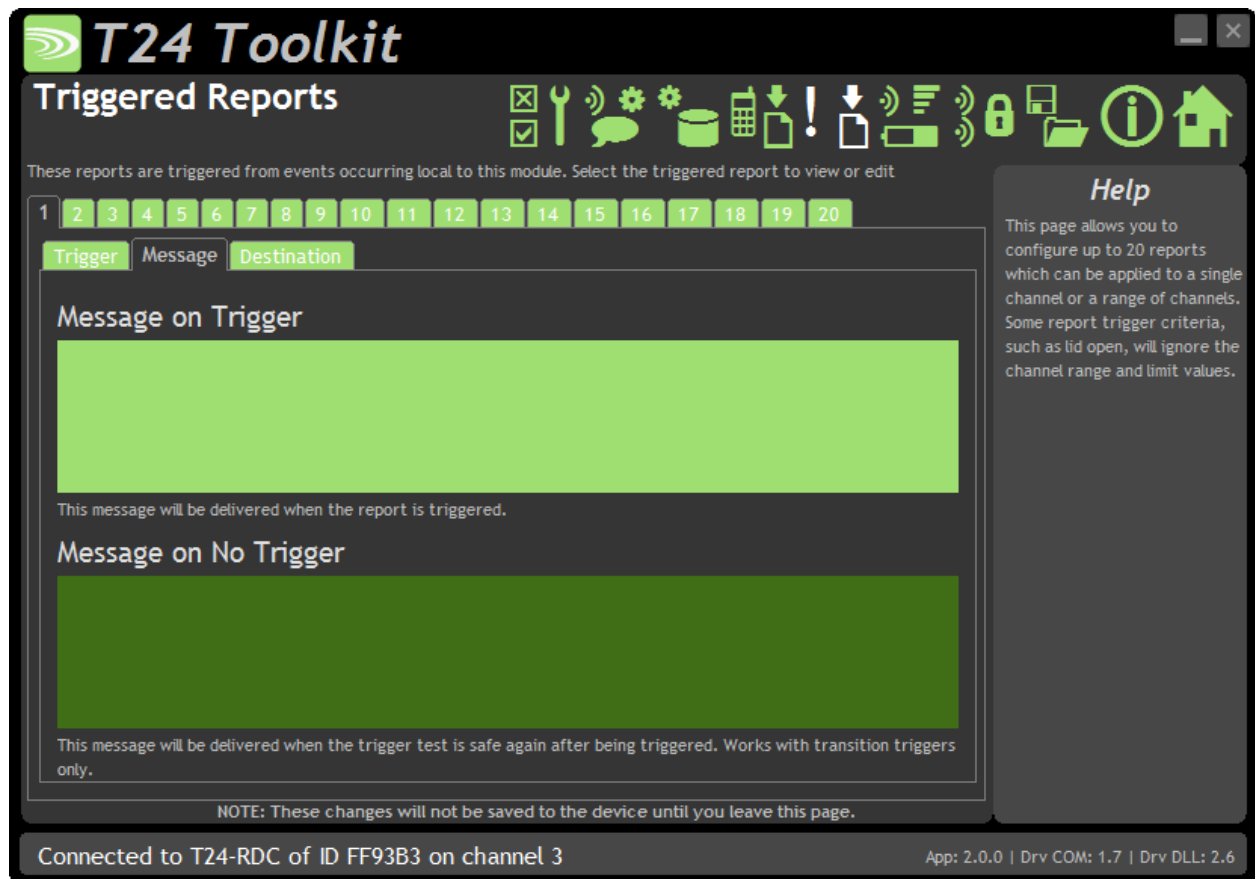 T24 Toolkit
Triggered Reports
These reports are triggered from events occurring local to this module. Select the triggered report to view or edit
1 2 3 4 5 6 7 8 9 10 11 12 13 14 15 16 17 18 19 20
Trigger Message Destination
Message on Trigger
This message will be delivered when the report is triggered.
Message on No Trigger
This message will be delivered when the trigger test is safe again after being triggered. Works with transition triggers
only.
NOTE: These changes will not be saved to the device until you leave this page.
Help
This page allows you to
configure up to 20 reports
which can be applied to a single
channel or a range of channels.
Some report trigger criteria,
such as lid open, will ignore the
channel range and limit values.
Connected to T24-RDC of ID FF93B3 on channel 3
App: 2.0.0 | Drv COM: 1.7 | Drv DLL: 2.6